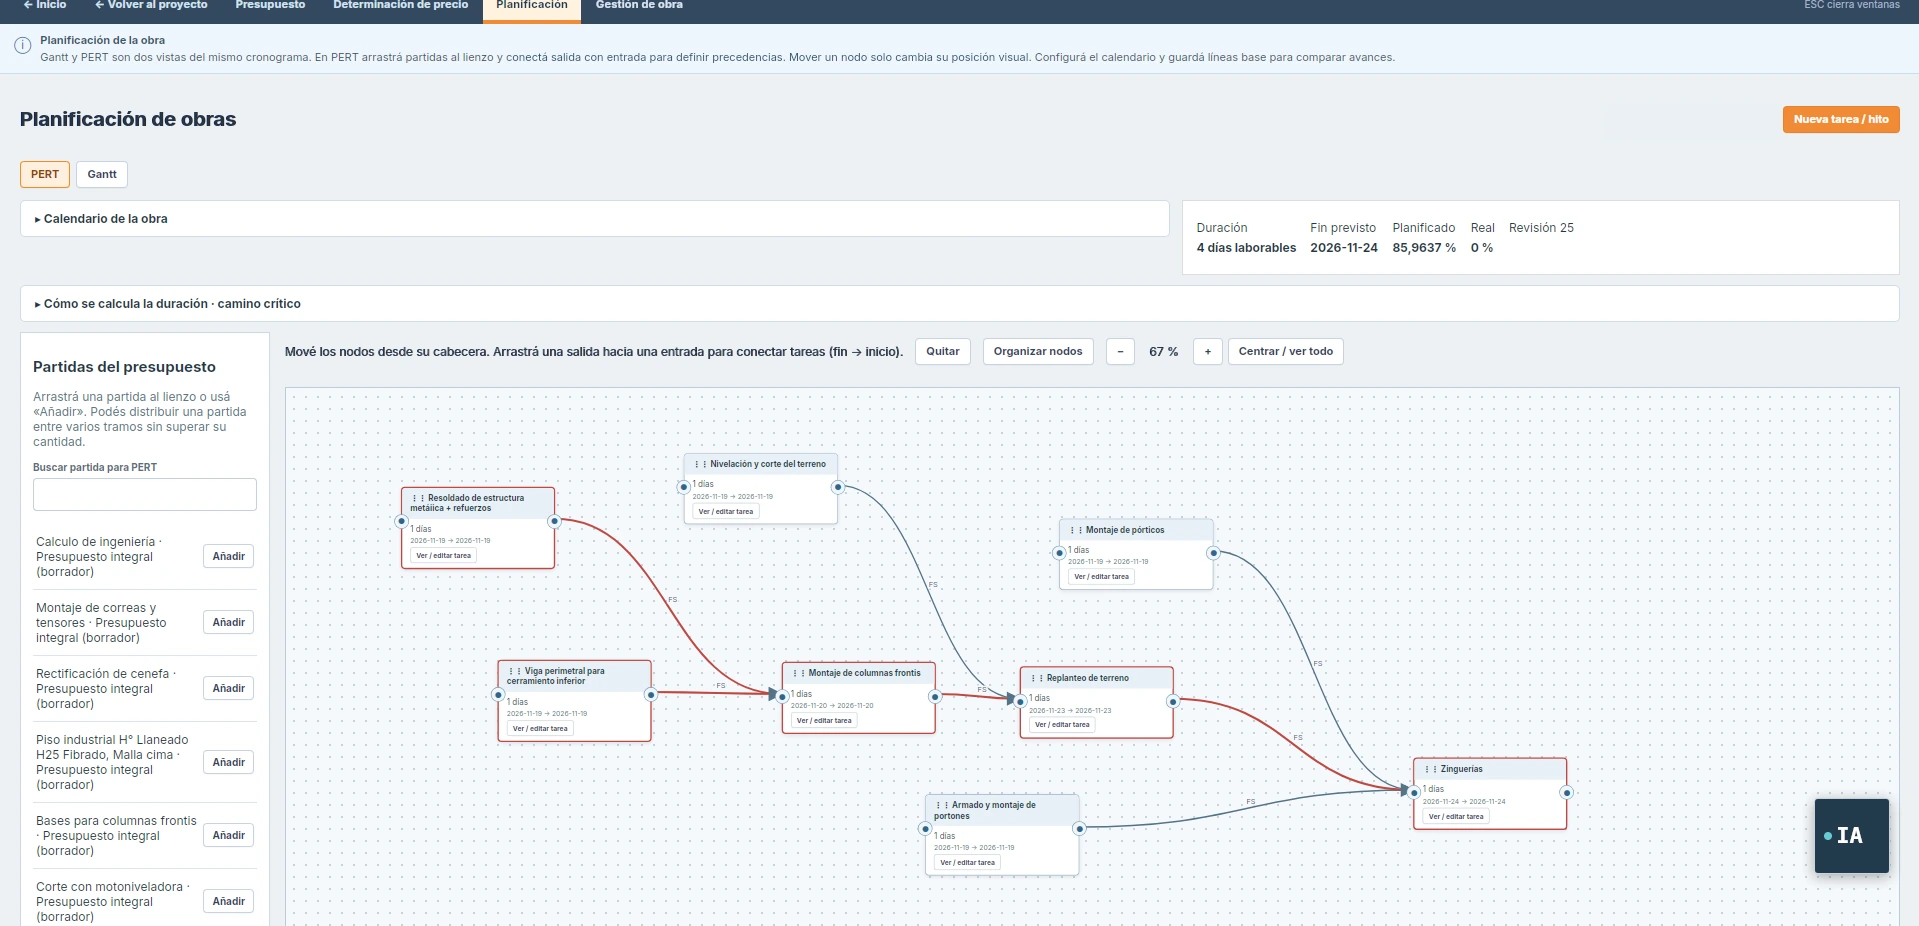 ← Inicio
← Volver al proyecto
Presupuesto
Determinación de precio
Planificación
Gestión de obra
ESC cierra ventanas
i
Planificación de la obra
Gantt y PERT son dos vistas del mismo cronograma. En PERT arrastrá partidas al lienzo y conectá salida con entrada para definir precedencias. Mover un nodo solo cambia su posición visual. Configurá el calendario y guardá líneas base para comparar avances.
Planificación de obras
Nueva tarea / hito
PERT
Gantt
▸ Calendario de la obra
Duración
4 días laborables
Fin previsto
2026-11-24
Planificado
85,9637 %
Real
0 %
Revisión 25
▸ Cómo se calcula la duración · camino crítico
Partidas del presupuesto
Arrastrá una partida al lienzo o usá
«Añadir». Podés distribuir una partida
entre varios tramos sin superar su
cantidad.
Buscar partida para PERT
Calculo de ingeniería ·
Presupuesto integral
(borrador)
Añadir
Montaje de correas y
tensores · Presupuesto
integral (borrador)
Añadir
Rectificación de cenefa ·
Presupuesto integral
(borrador)
Añadir
Piso industrial H° Llaneado
H25 Fibrado, Malla cima ·
Presupuesto integral
(borrador)
Añadir
Bases para columnas frontis
· Presupuesto integral
(borrador)
Añadir
Corte con motoniveladora ·
Presupuesto integral
(borrador)
Añadir
Mové los nodos desde su cabecera. Arrastrá una salida hacia una entrada para conectar tareas (fin → inicio).
Quitar
Organizar nodos
−
67 %
+
Centrar / ver todo
Nivelación y corte del terreno
1 días
2026-11-19 → 2026-11-19
Ver / editar tarea
Resoldado de estructura
metálica + refuerzos
1 días
2026-11-19 → 2026-11-19
Ver / editar tarea
Montaje de pórticos
1 días
2026-11-19 → 2026-11-19
Ver / editar tarea
FS
FS
FS
Viga perimetral para
cerramiento inferior
1 días
2026-11-19 → 2026-11-19
Ver / editar tarea
FS
Montaje de columnas frontis
1 días
2026-11-20 → 2026-11-20
Ver / editar tarea
FS
Replanteo de terreno
1 días
2026-11-23 → 2026-11-23
Ver / editar tarea
FS
Zinguerías
1 días
2026-11-24 → 2026-11-24
Ver / editar tarea
Armado y montaje de
portones
1 días
2026-11-19 → 2026-11-19
Ver / editar tarea
FS
IA